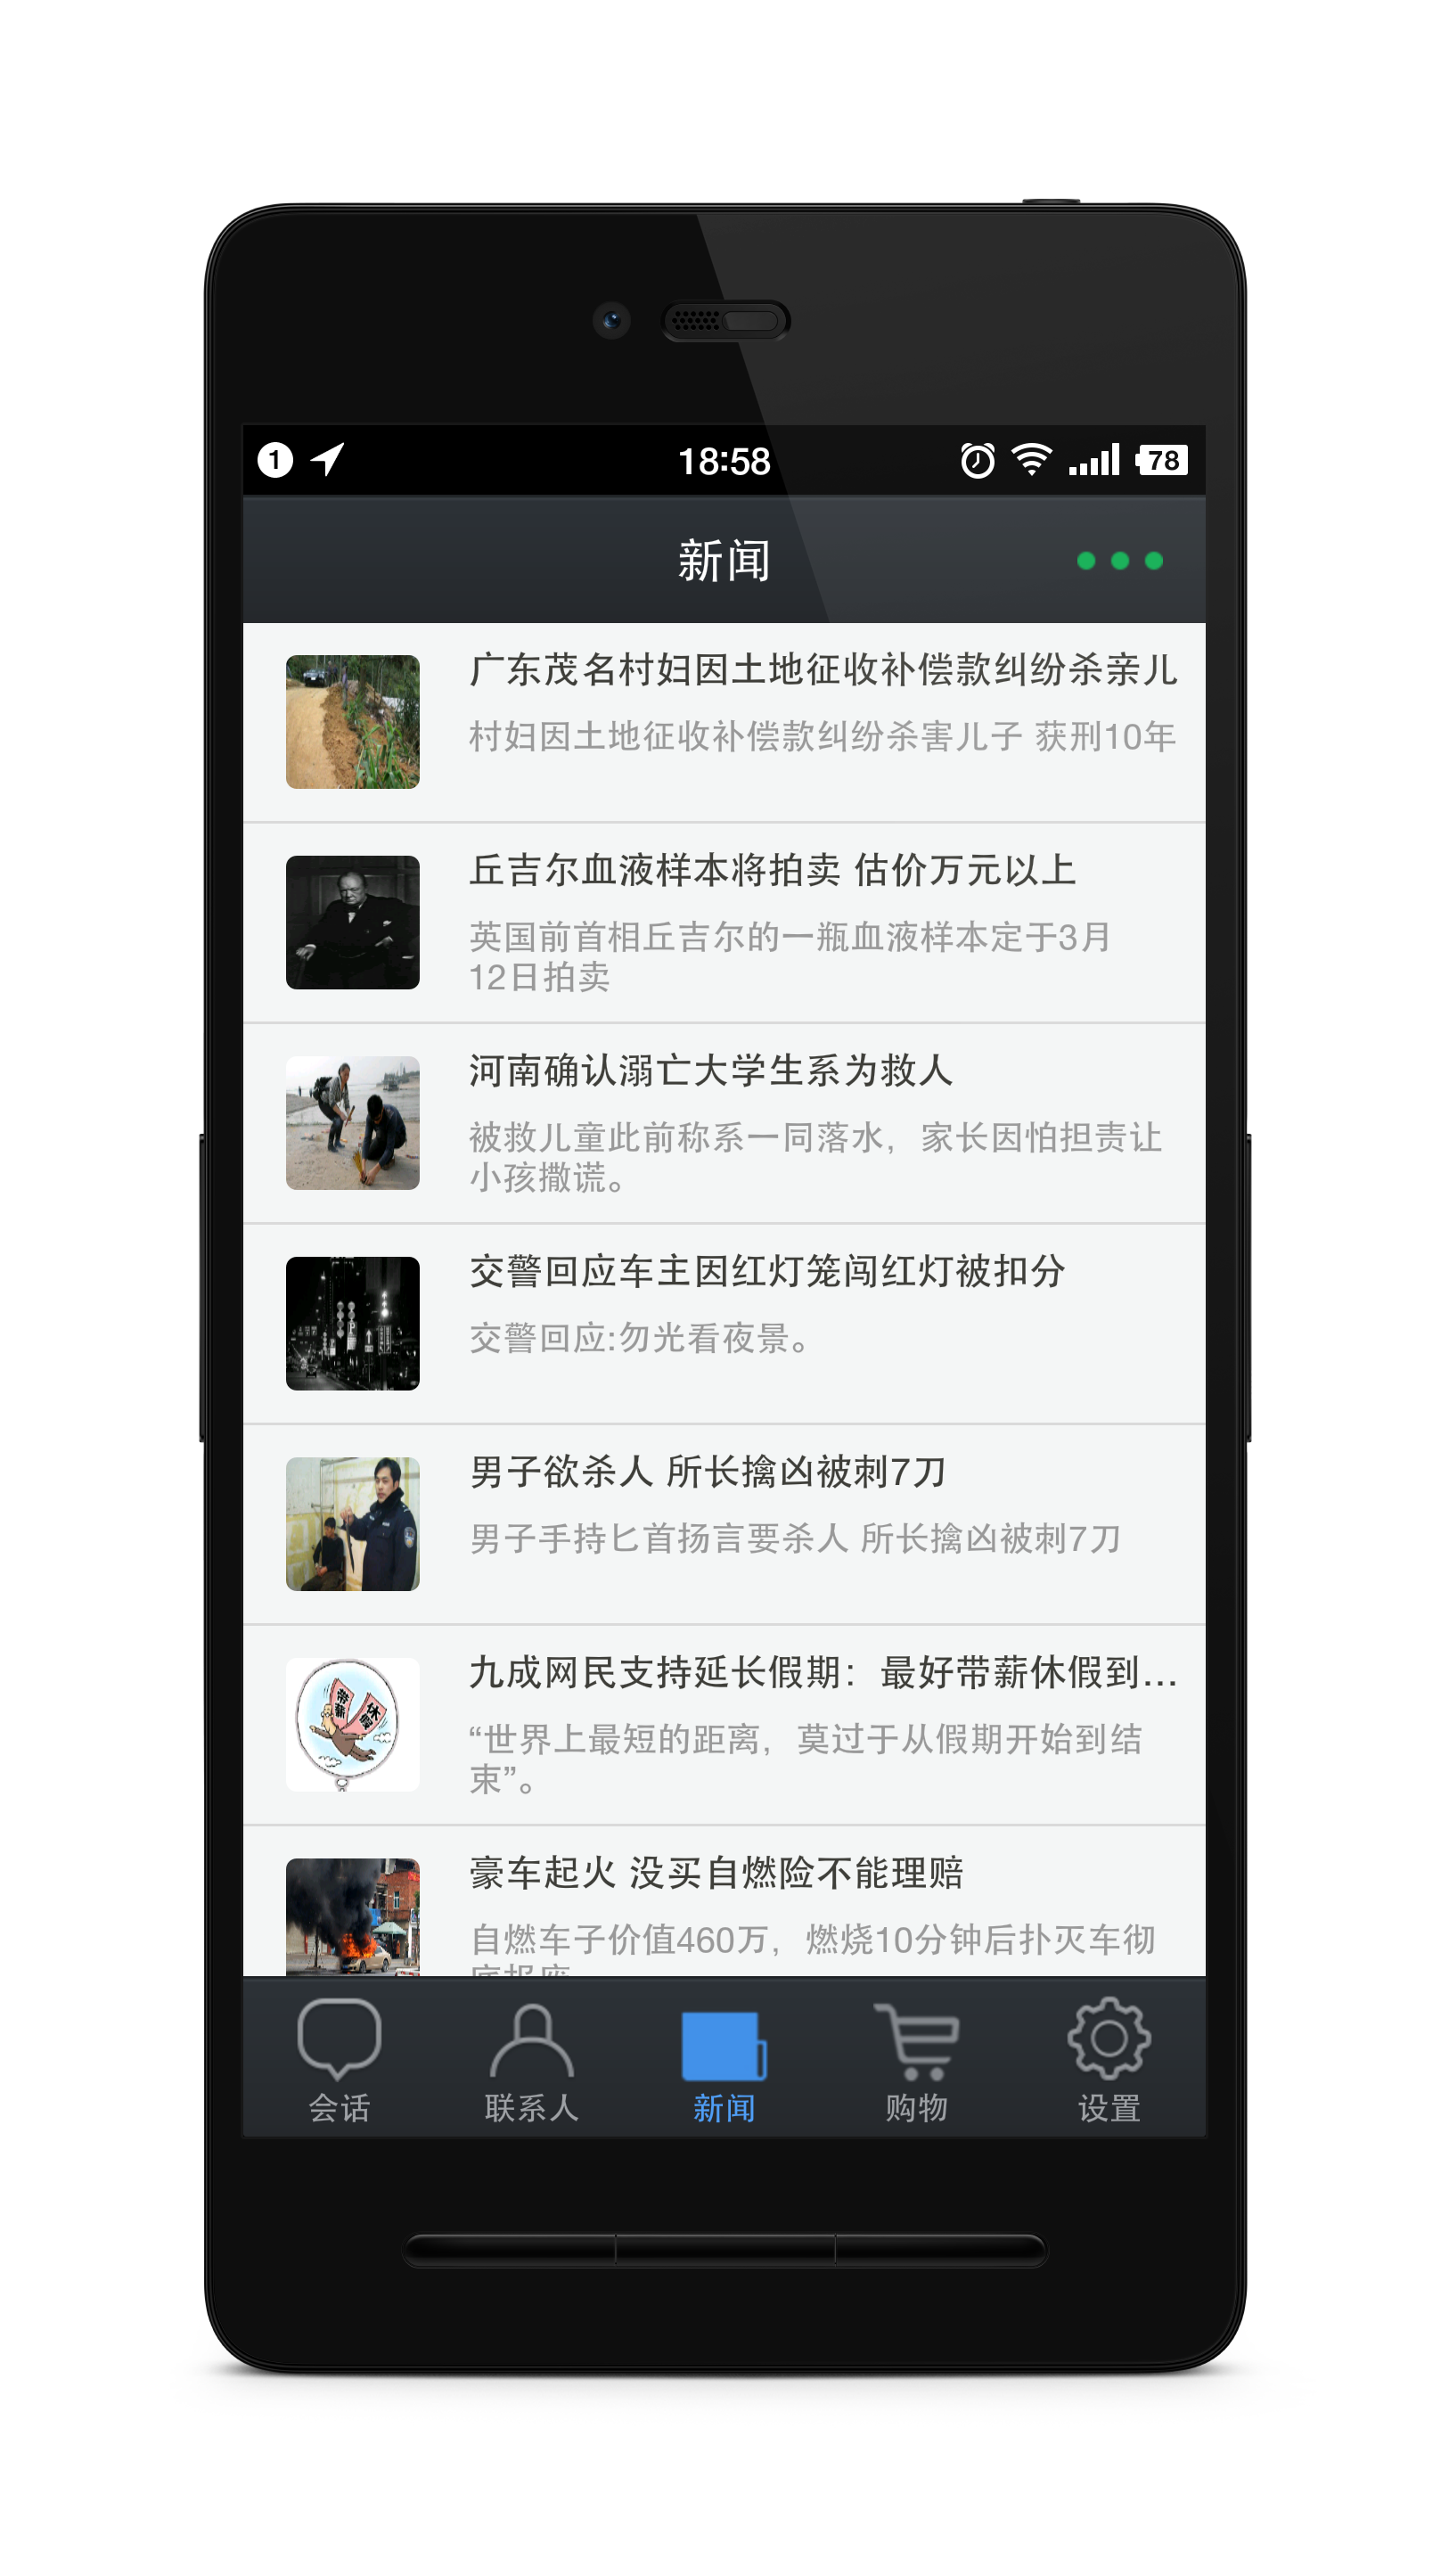 1
18:58
78
新闻
广东茂名村妇因土地征收补偿款纠纷杀亲儿
村妇因土地征收补偿款纠纷杀害儿子 获刑10年
丘吉尔血液样本将拍卖 估价万元以上
英国前首相丘吉尔的一瓶血液样本定于3月
12日拍卖
河南确认溺亡大学生系为救人
被救儿童此前称系一同落水，家长因怕担责让
小孩撒谎。
交警回应车主因红灯笼闯红灯被扣分
交警回应:勿光看夜景。
男子欲杀人 所长擒凶被刺7刀
男子手持匕首扬言要杀人 所长擒凶被刺7刀
九成网民支持延长假期：最好带薪休假到...
“世界上最短的距离，莫过于从假期开始到结
束”。
带薪
休假
豪车起火 没买自燃险不能理赔
自燃车子价值460万，燃烧10分钟后扑灭车彻
会话
联系人
新闻
购物
设置